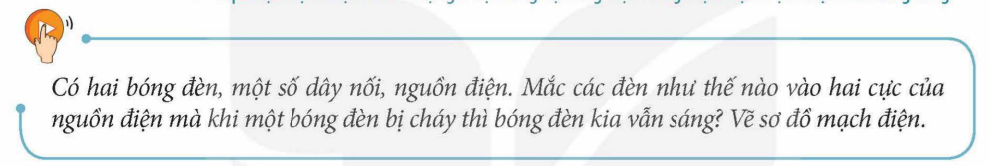 Có hai bóng đèn, một số dây nối, nguồn điện. Mắc các đèn như thế nào vào hai cực của
nguồn điện mà khi một bóng đèn bị cháy thì bóng đèn kia vẫn sáng? Vẽ sơ đồ mạch điện.